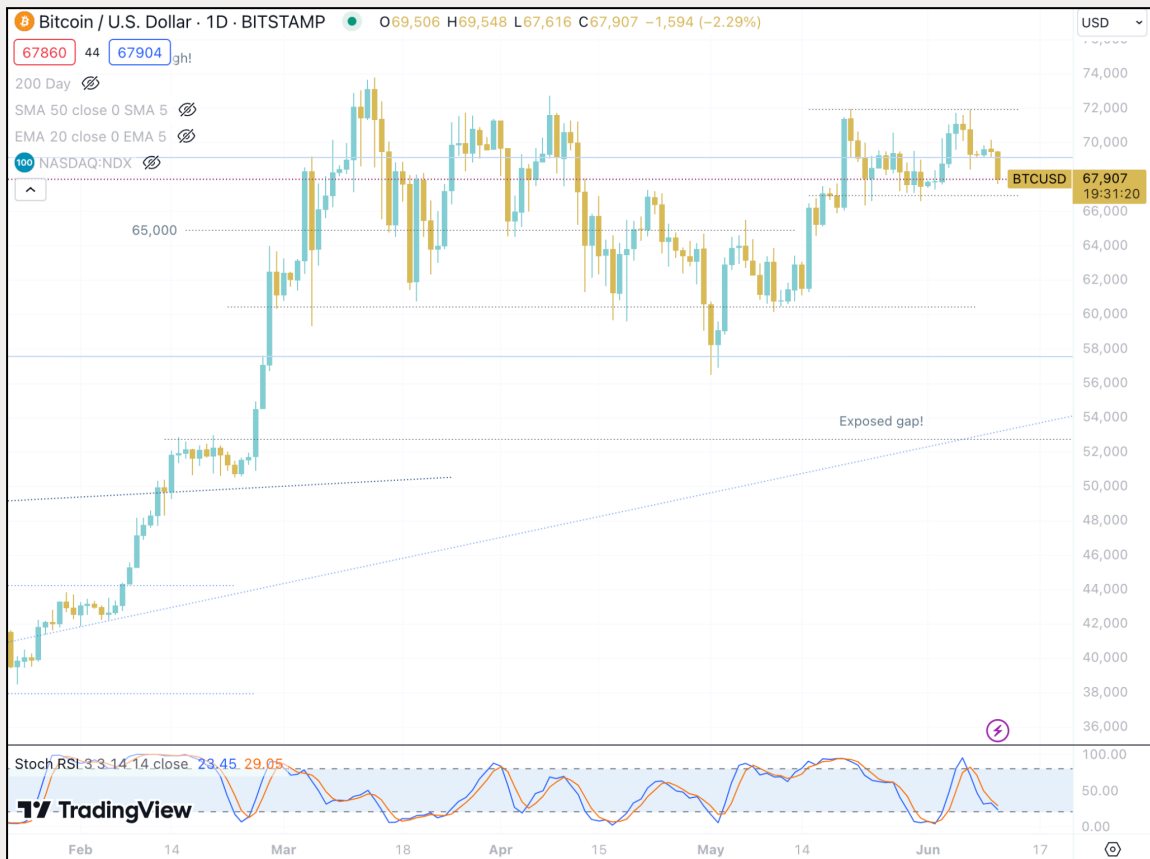 Bitcoin / U.S. Dollar · 1D · BITSTAMP O69,506 H69,548 L67,616 C67,907 −1,594 (−2.29%)
USD
67860 44 67904
gh!
200 Day
SMA 50 close 0 SMA 5
EMA 20 close 0 EMA 5
100 NASDAQ:NDX
74,000
72,000
70,000
BTCUSD 67,907
19:31:20
66,000
65,000
64,000
62,000
60,000
58,000
56,000
54,000
Exposed gap!
52,000
50,000
48,000
46,000
44,000
42,000
40,000
38,000
36,000
Stoch RSI 3 3 14 14 close 23.45 29.05
100.00
50.00
0.00
TradingView
Feb 14 Mar 18 Apr 15 May 14 Jun 17